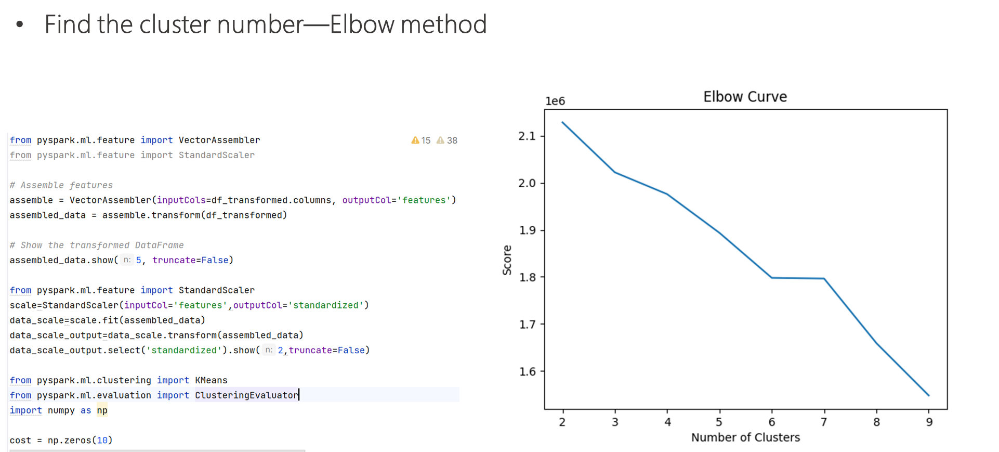 • Find the cluster number—Elbow method
from pyspark.ml.feature import VectorAssembler
15 38
from pyspark.ml.feature import StandardScaler
# Assemble features
assemble = VectorAssembler(inputCols=df_transformed.columns, outputCol='features')
assembled_data = assemble.transform(df_transformed)
# Show the transformed DataFrame
assembled_data.show( n: 5, truncate=False)
from pyspark.ml.feature import StandardScaler
scale=StandardScaler(inputCol='features',outputCol='standardized')
data_scale=scale.fit(assembled_data)
data_scale_output=data_scale.transform(assembled_data)
data_scale_output.select('standardized').show( n: 2,truncate=False)
from pyspark.ml.clustering import KMeans
from pyspark.ml.evaluation import ClusteringEvaluator
import numpy as np
cost = np.zeros(10)
Elbow Curve
1e6
2.1
2.0
1.9
1.8
1.7
1.6
Score
2 3 4 5 6 7 8 9
Number of Clusters